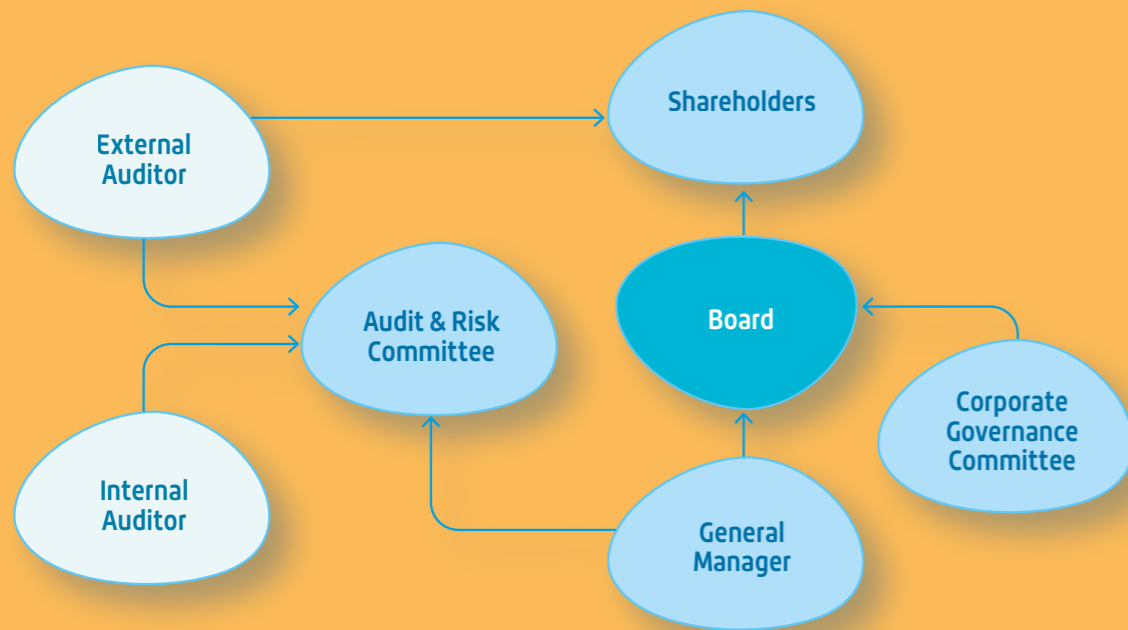 Shareholders
External
Auditor
Audit & Risk
Committee
Board
Corporate
Governance
Committee
Internal
Auditor
General
Manager